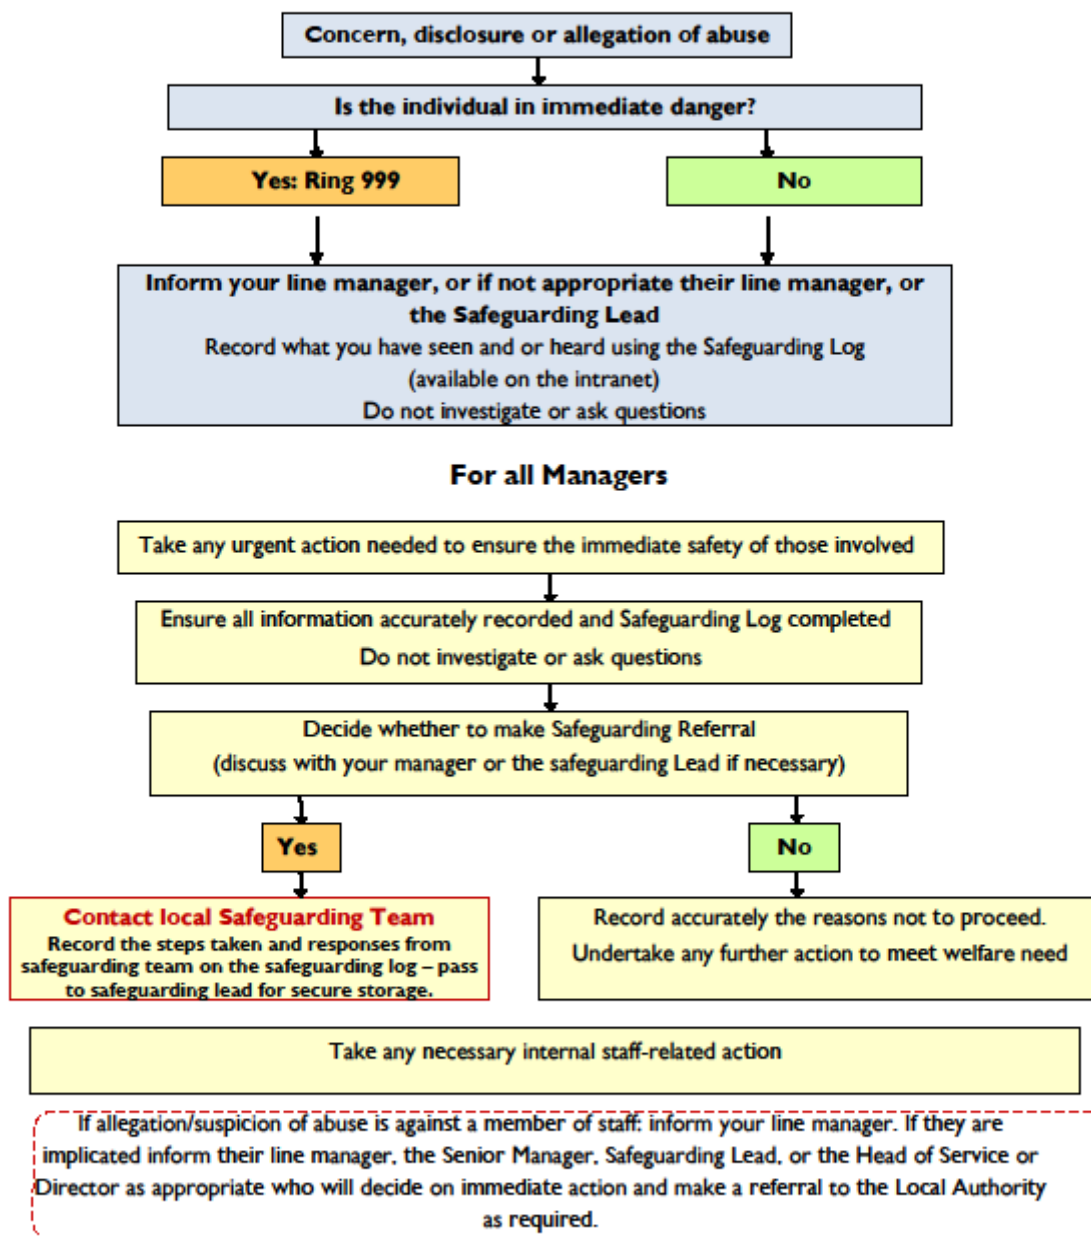 Concern, disclosure or allegation of abuse
Is the individual in immediate danger?
Yes: Ring 999
No
Inform your line manager, or if not appropriate their line manager, or
the Safeguarding Lead
Record what you have seen and or heard using the Safeguarding Log
(available on the intranet)
Do not investigate or ask questions
For all Managers
Take any urgent action needed to ensure the immediate safety of those involved
Ensure all information accurately recorded and Safeguarding Log completed
Do not investigate or ask questions
Decide whether to make Safeguarding Referral
(discuss with your manager or the safeguarding Lead if necessary)
Yes
No
Contact local Safeguarding Team
Record the steps taken and responses from
safeguarding team on the safeguarding log – pass
to safeguarding lead for secure storage.
Record accurately the reasons not to proceed.
Undertake any further action to meet welfare need
Take any necessary internal staff-related action
If allegation/suspicion of abuse is against a member of staff: inform your line manager. If they are
implicated inform their line manager, the Senior Manager, Safeguarding Lead, or the Head of Service or
Director as appropriate who will decide on immediate action and make a referral to the Local Authority
as required.